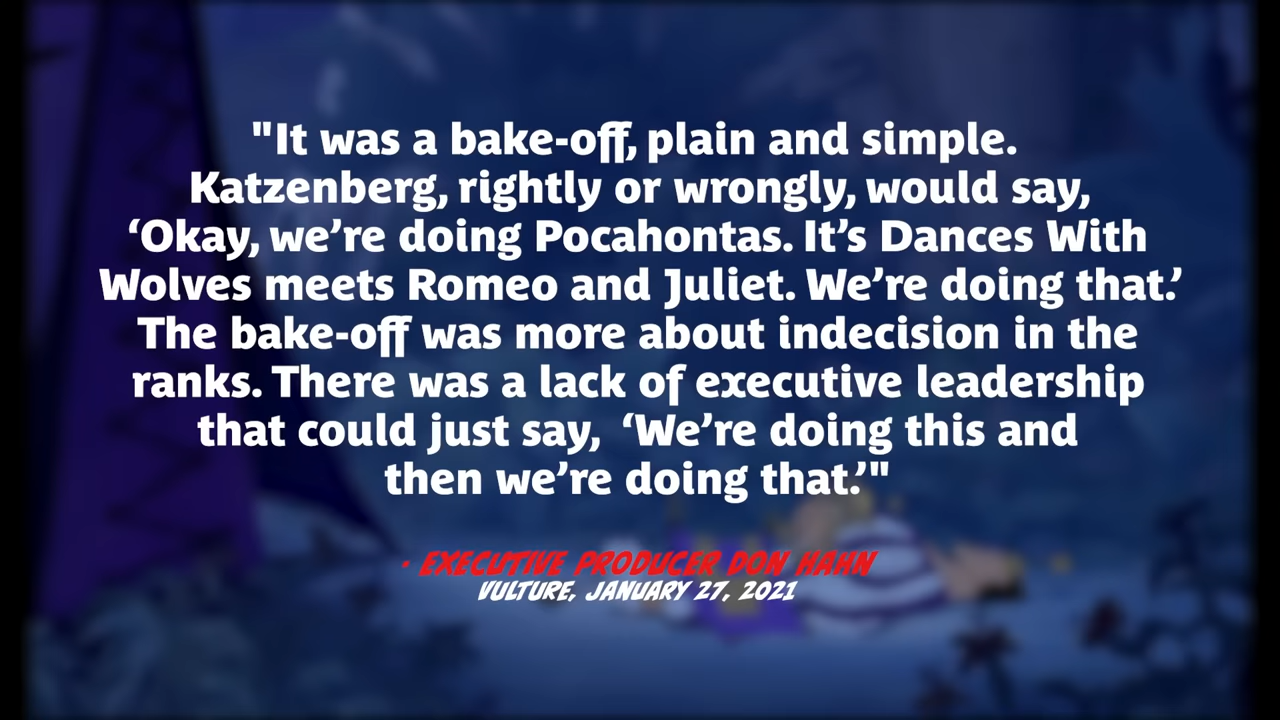 "It was a bake-off, plain and simple.
Katzenberg, rightly or wrongly, would say,
‘Okay, we’re doing Pocahontas. It’s Dances With
Wolves meets Romeo and Juliet. We’re doing that.’
The bake-off was more about indecision in the
ranks. There was a lack of executive leadership
that could just say, ‘We’re doing this and
then we’re doing that.’"
- EXECUTIVE PRODUCER DON HAHN
VULTURE, JANUARY 27, 2021